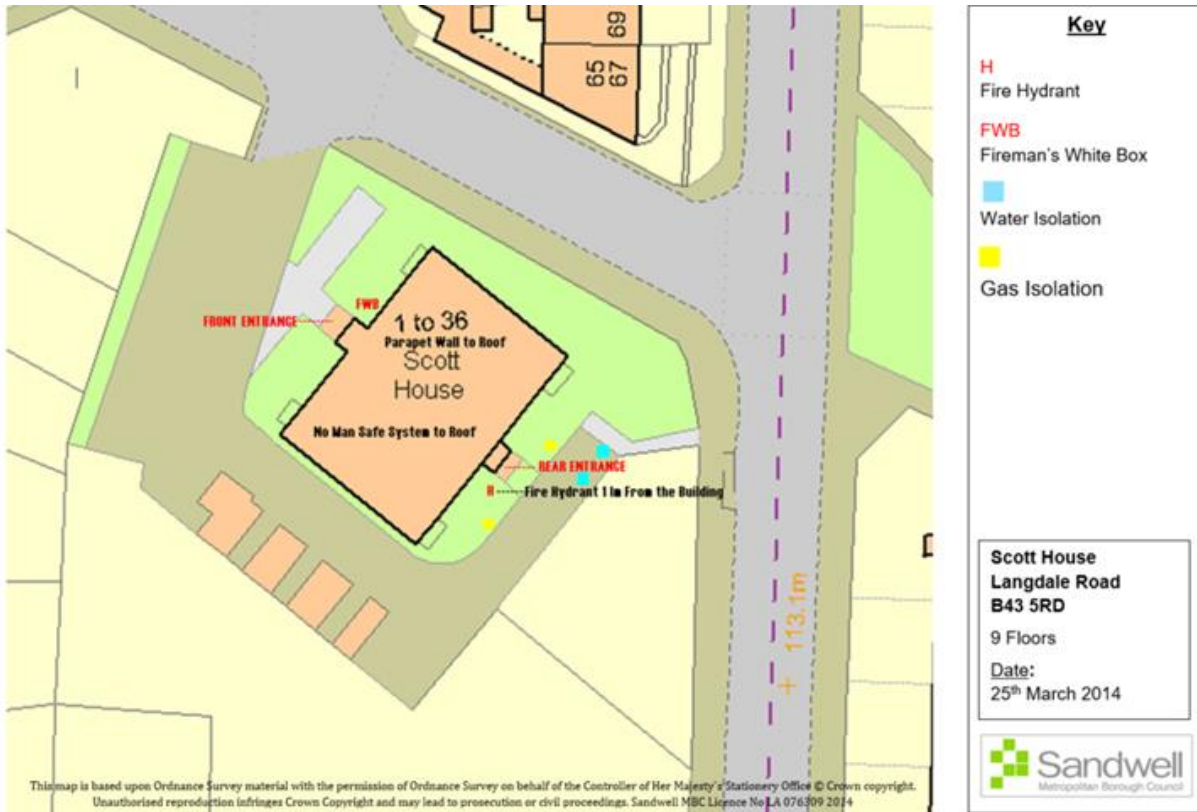 69
65
67
FWB
FRONT ENTRANCE
1 to 36
Parapet Wall to Roof
Scott
House
No Man Safe System to Roof
REAR ENTRANCE
H
Fire Hydrant 1 In From the Building
113.1m
This map is based upon Ordnance Survey material with the permission of Ordnance Survey on behalf of the Controller of Her Majesty's Stationery Office © Crown copyright.
Unauthorised reproduction infringes Crown Copyright and may lead to prosecution or civil proceedings. Sandwell MBC Licence No LA 076309 2014
Key
H
Fire Hydrant
FWB
Fireman's White Box
Water Isolation
Gas Isolation
Scott House
Langdale Road
B43 5RD
9 Floors
Date:
25th March 2014
Sandwell
Metropolitan Borough Council